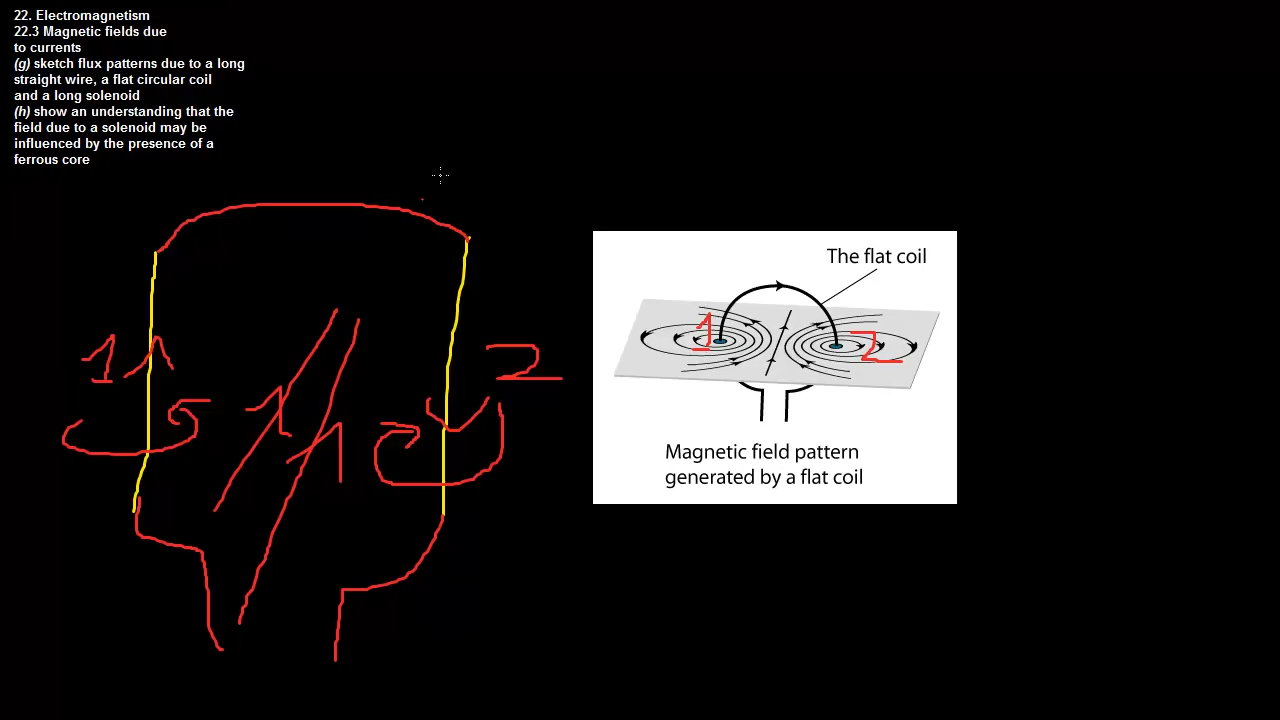 22. Electromagnetism
22.3 Magnetic fields due
to currents
(g) sketch flux patterns due to a long
straight wire, a flat circular coil
and a long solenoid
(h) show an understanding that the
field due to a solenoid may be
influenced by the presence of a
ferrous core
The flat coil
1
2
1
2
Magnetic field pattern
generated by a flat coil